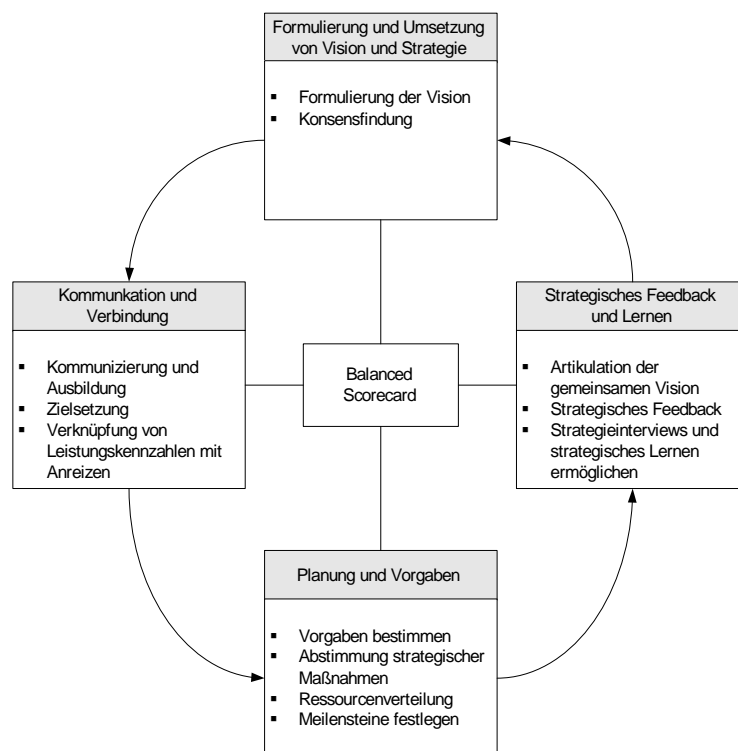 Formulierung und Umsetzung
von Vision und Strategie
▪ Formulierung der Vision
▪ Konsensfindung
Kommunkation und
Verbindung
▪ Kommunizierung und
Ausbildung
▪ Zielsetzung
▪ Verknüpfung von
Leistungskennzahlen mit
Anreizen
Balanced
Scorecard
Strategisches Feedback
und Lernen
▪ Artikulation der
gemeinsamen Vision
▪ Strategisches Feedback
▪ Strategieinterviews und
strategisches Lernen
ermöglichen
Planung und Vorgaben
▪ Vorgaben bestimmen
▪ Abstimmung strategischer
Maßnahmen
▪ Ressourcenverteilung
▪ Meilensteine festlegen